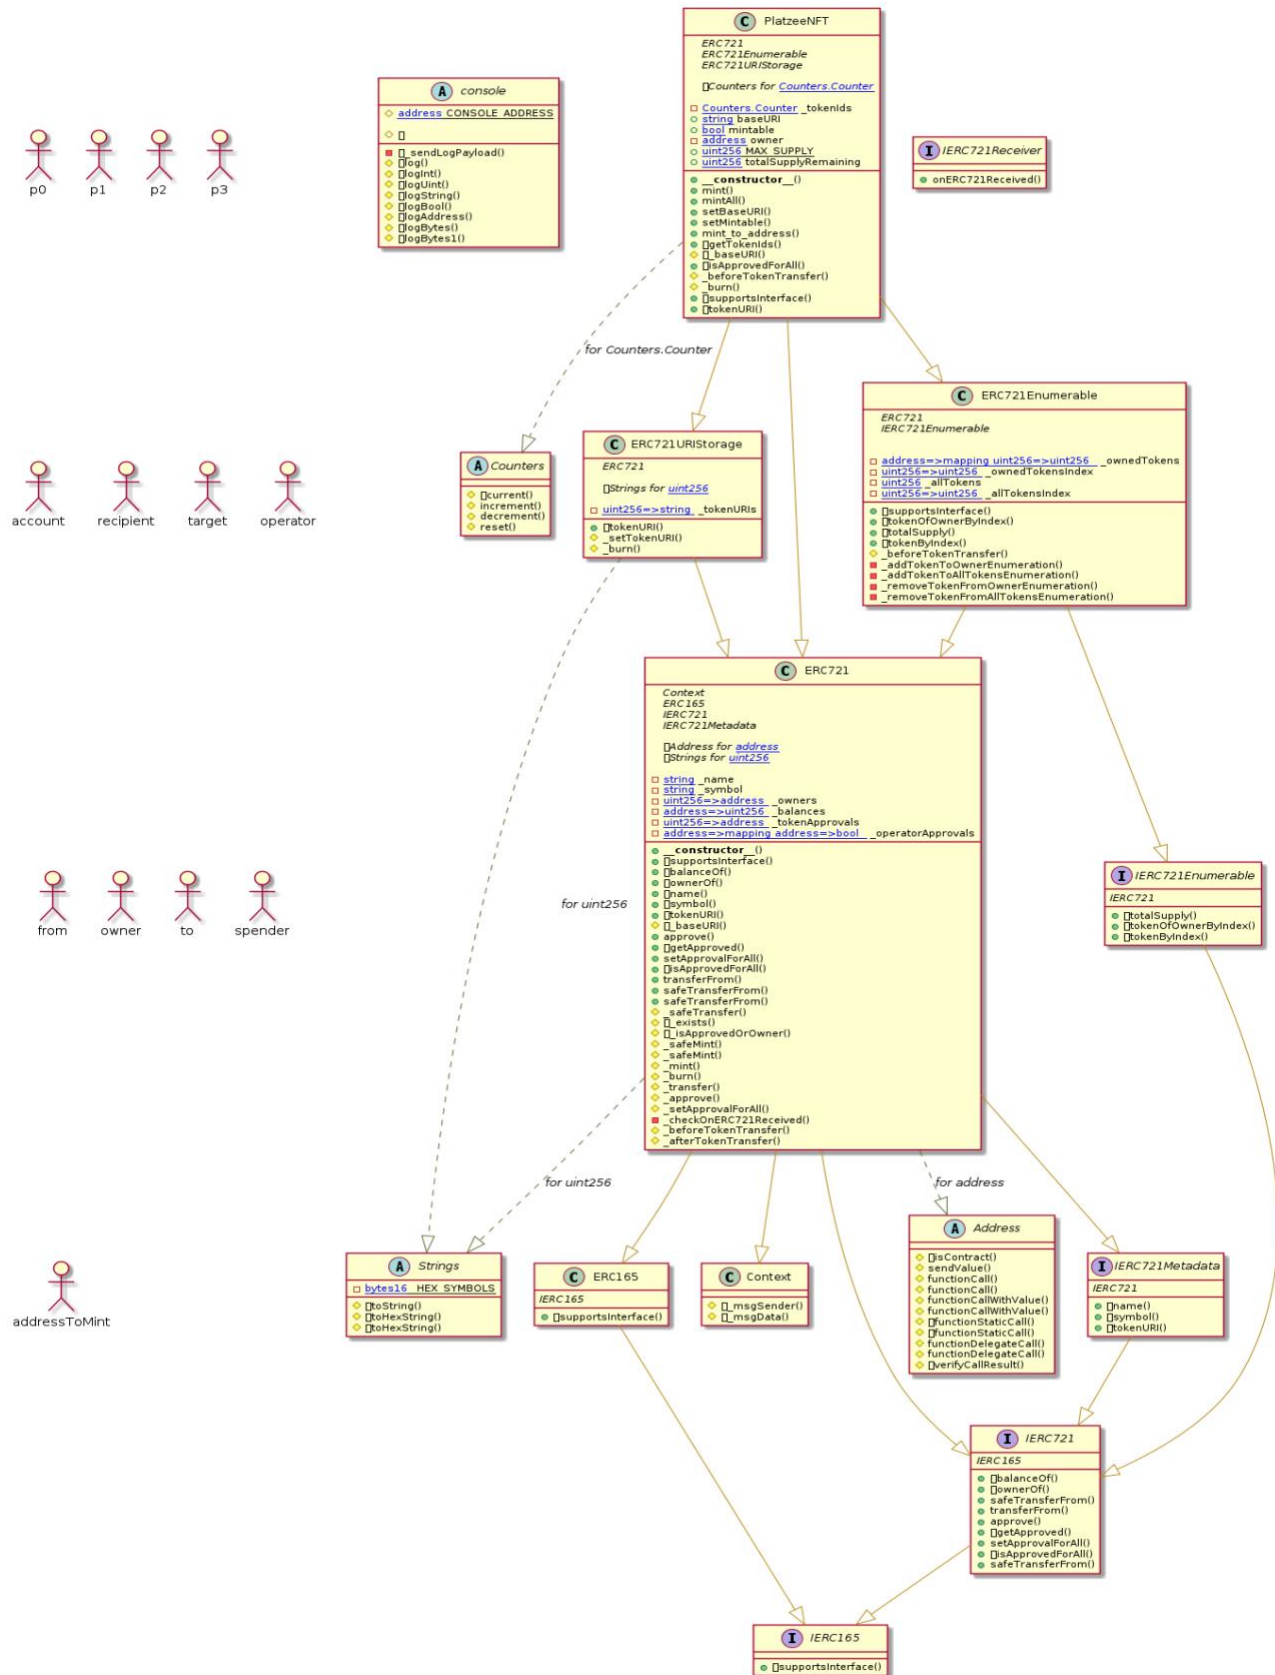 C PlatzeeNFT
ERC721
ERC721Enumerable
ERC721URIStorage
Counters for Counters.Counter
Counters.Counter _tokenIds
string baseURI
bool mintable
address owner
uint256 MAX_SUPPLY
uint256 totalSupplyRemaining
__constructor__()
mint()
mintAll()
setBaseURI()
setMintable()
mint_to_address()
getTokenIds()
_baseURI()
isApprovedForAll()
_beforeTokenTransfer()
_burn()
supportsInterface()
tokenURI()
A console
address CONSOLE_ADDRESS
_sendLogPayload()
log()
logInt()
logUint()
logString()
logBool()
logAddress()
logBytes()
logBytes1()
p0
p1
p2
p3
I IERC721Receiver
onERC721Received()
for Counters.Counter
account
recipient
target
operator
A Counters
current()
increment()
decrement()
reset()
C ERC721URIStorage
ERC721
Strings for uint256
uint256=>string _tokenURIs
tokenURI()
_setTokenURI()
_burn()
C ERC721Enumerable
ERC721
IERC721Enumerable
address=>mapping uint256=>uint256 _ownedTokens
uint256=>uint256 _ownedTokensIndex
uint256 _allTokens
uint256=>uint256 _allTokensIndex
supportsInterface()
tokenOfOwnerByIndex()
totalSupply()
tokenByIndex()
_beforeTokenTransfer()
_addTokenToOwnerEnumeration()
_addTokenToAllTokensEnumeration()
_removeTokenFromOwnerEnumeration()
_removeTokenFromAllTokensEnumeration()
C ERC721
Context
ERC165
IERC721
IERC721Metadata
Address for address
Strings for uint256
string _name
string _symbol
uint256=>address _owners
address=>uint256 _balances
uint256=>address _tokenApprovals
address=>mapping address=>bool _operatorApprovals
__constructor__()
supportsInterface()
balanceOf()
ownerOf()
name()
symbol()
tokenURI()
_baseURI()
approve()
getApproved()
setApprovalForAll()
isApprovedForAll()
transferFrom()
safeTransferFrom()
safeTransferFrom()
_safeTransfer()
_exists()
_isApprovedOrOwner()
_safeMint()
_safeMint()
_mint()
_burn()
_transfer()
_approve()
_setApprovalForAll()
_checkOnERC721Received()
_beforeTokenTransfer()
_afterTokenTransfer()
from
owner
to
spender
for uint256
I IERC721Enumerable
IERC721
totalSupply()
tokenOfOwnerByIndex()
tokenByIndex()
for uint256
for address
addressToMint
A Strings
bytes16 _HEX_SYMBOLS
toString()
toHexString()
toHexString()
C ERC165
IERC165
supportsInterface()
C Context
_msgSender()
_msgData()
A Address
isContract()
sendValue()
functionCall()
functionCall()
functionCallWithValue()
functionCallWithValue()
functionStaticCall()
functionStaticCall()
functionDelegateCall()
functionDelegateCall()
verifyCallResult()
I IERC721Metadata
IERC721
name()
symbol()
tokenURI()
I IERC721
IERC165
balanceOf()
ownerOf()
safeTransferFrom()
transferFrom()
approve()
getApproved()
setApprovalForAll()
isApprovedForAll()
safeTransferFrom()
I IERC165
supportsInterface()